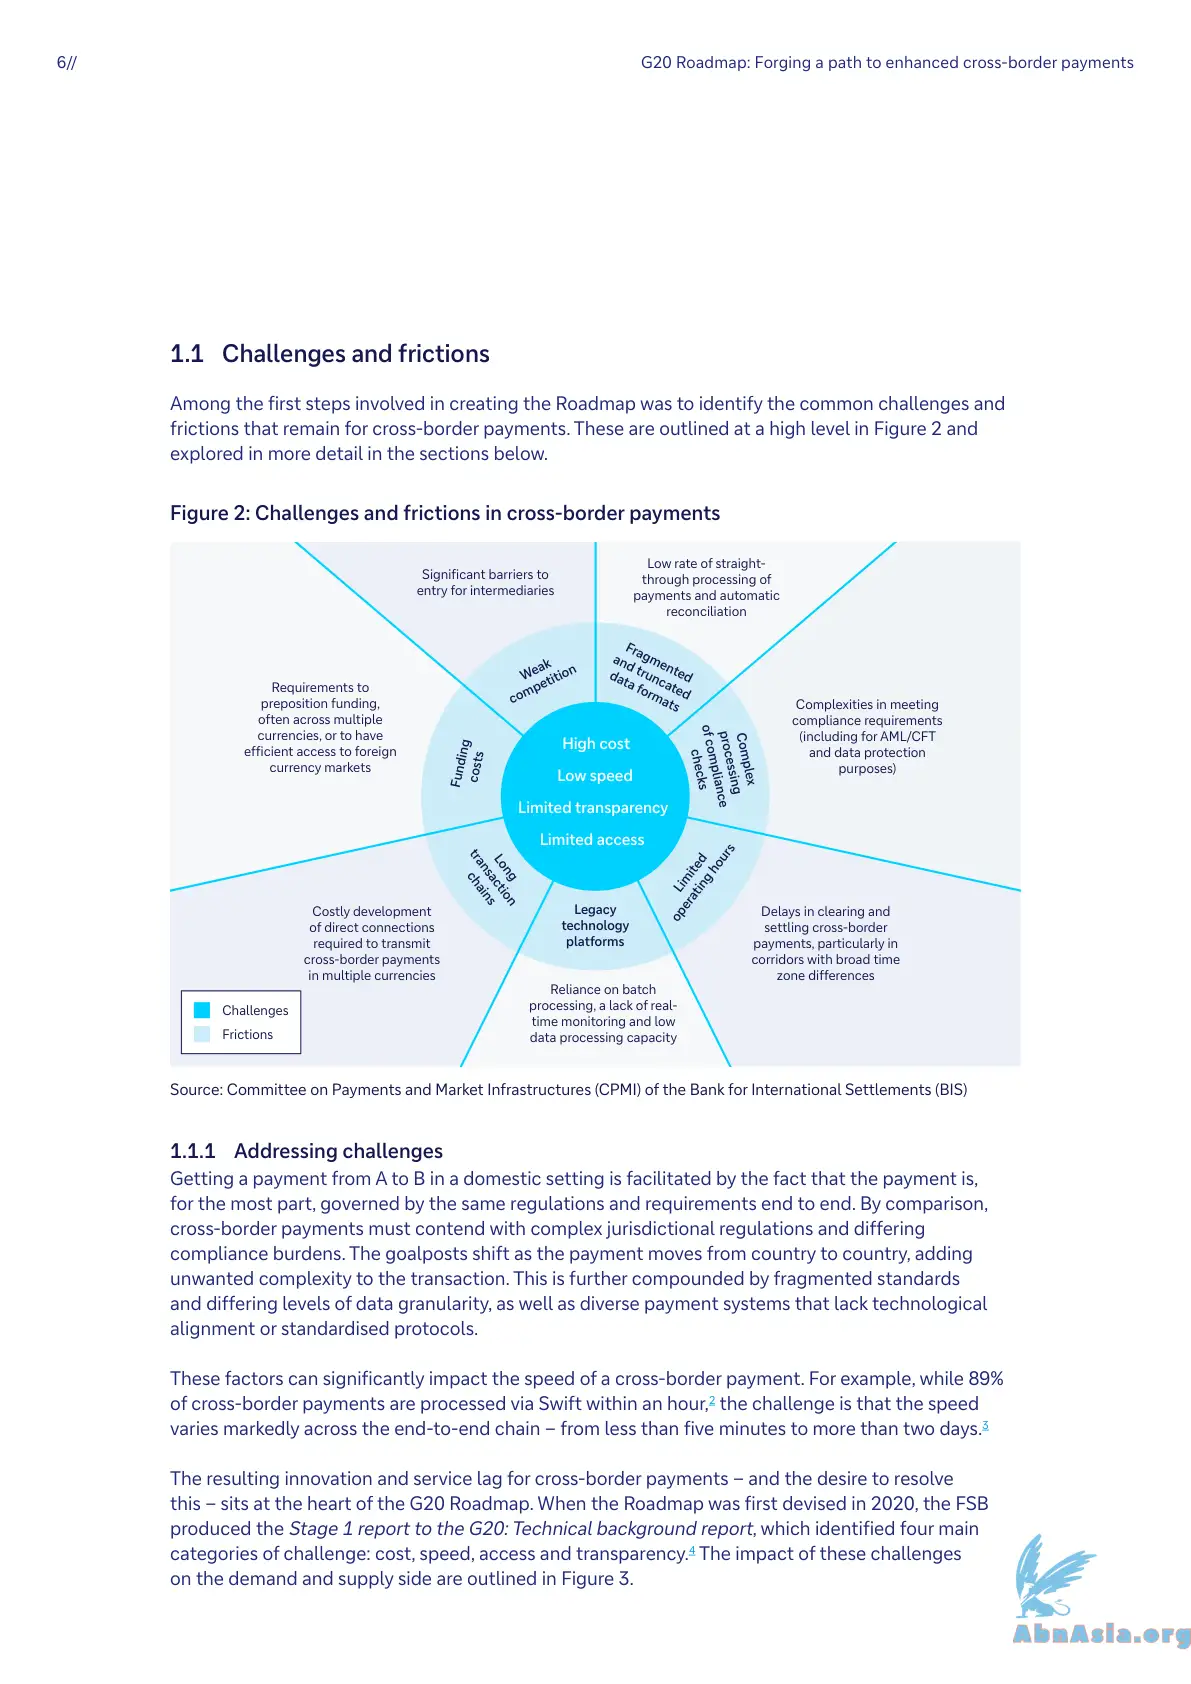 6//
G20 Roadmap: Forging a path to enhanced cross-border payments
1.1 Challenges and frictions
Among the first steps involved in creating the Roadmap was to identify the common challenges and
frictions that remain for cross-border payments. These are outlined at a high level in Figure 2 and
explored in more detail in the sections below.
Figure 2: Challenges and frictions in cross-border payments
Significant barriers to
entry for intermediaries
Low rate of straight-
through processing of
payments and automatic
reconciliation
Weak
competition
Fragmented
and truncated
data formats
Requirements to
preposition funding,
often across multiple
currencies, or to have
efficient access to foreign
currency markets
Funding
costs
High cost
Low speed
Limited transparency
Limited access
Complex
processing
of compliance
checks
Complexities in meeting
compliance requirements
(including for AML/CFT
and data protection
purposes)
Long
transaction
chains
Limited
operating hours
Legacy
technology
platforms
Costly development
of direct connections
required to transmit
cross-border payments
in multiple currencies
Delays in clearing and
settling cross-border
payments, particularly in
corridors with broad time
zone differences
Reliance on batch
processing, a lack of real-
time monitoring and low
data processing capacity
Challenges
Frictions
Source: Committee on Payments and Market Infrastructures (CPMI) of the Bank for International Settlements (BIS)
1.1.1 Addressing challenges
Getting a payment from A to B in a domestic setting is facilitated by the fact that the payment is,
for the most part, governed by the same regulations and requirements end to end. By comparison,
cross-border payments must contend with complex jurisdictional regulations and differing
compliance burdens. The goalposts shift as the payment moves from country to country, adding
unwanted complexity to the transaction. This is further compounded by fragmented standards
and differing levels of data granularity, as well as diverse payment systems that lack technological
alignment or standardised protocols.
These factors can significantly impact the speed of a cross-border payment. For example, while 89%
of cross-border payments are processed via Swift within an hour,2 the challenge is that the speed
varies markedly across the end-to-end chain – from less than five minutes to more than two days.3
The resulting innovation and service lag for cross-border payments – and the desire to resolve
this – sits at the heart of the G20 Roadmap. When the Roadmap was first devised in 2020, the FSB
produced the Stage 1 report to the G20: Technical background report, which identified four main
categories of challenge: cost, speed, access and transparency.4 The impact of these challenges
on the demand and supply side are outlined in Figure 3.
AbnAsia.org